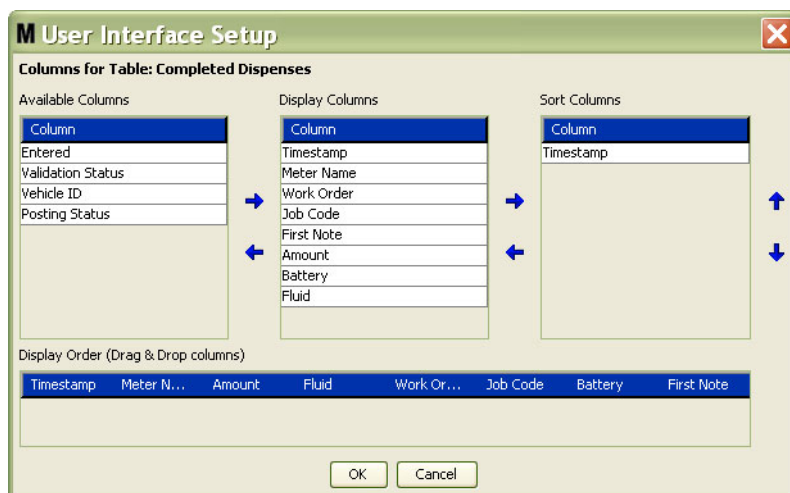 M User Interface Setup
Columns for Table: Completed Dispenses
Available Columns
Column
Entered
Validation Status
Vehicle ID
Posting Status
Display Columns
Column
Timestamp
Meter Name
Work Order
Job Code
First Note
Amount
Battery
Fluid
Sort Columns
Column
Timestamp
Display Order (Drag & Drop columns)
Timestamp Meter N... Amount Fluid Work Or... Job Code Battery First Note
OK Cancel